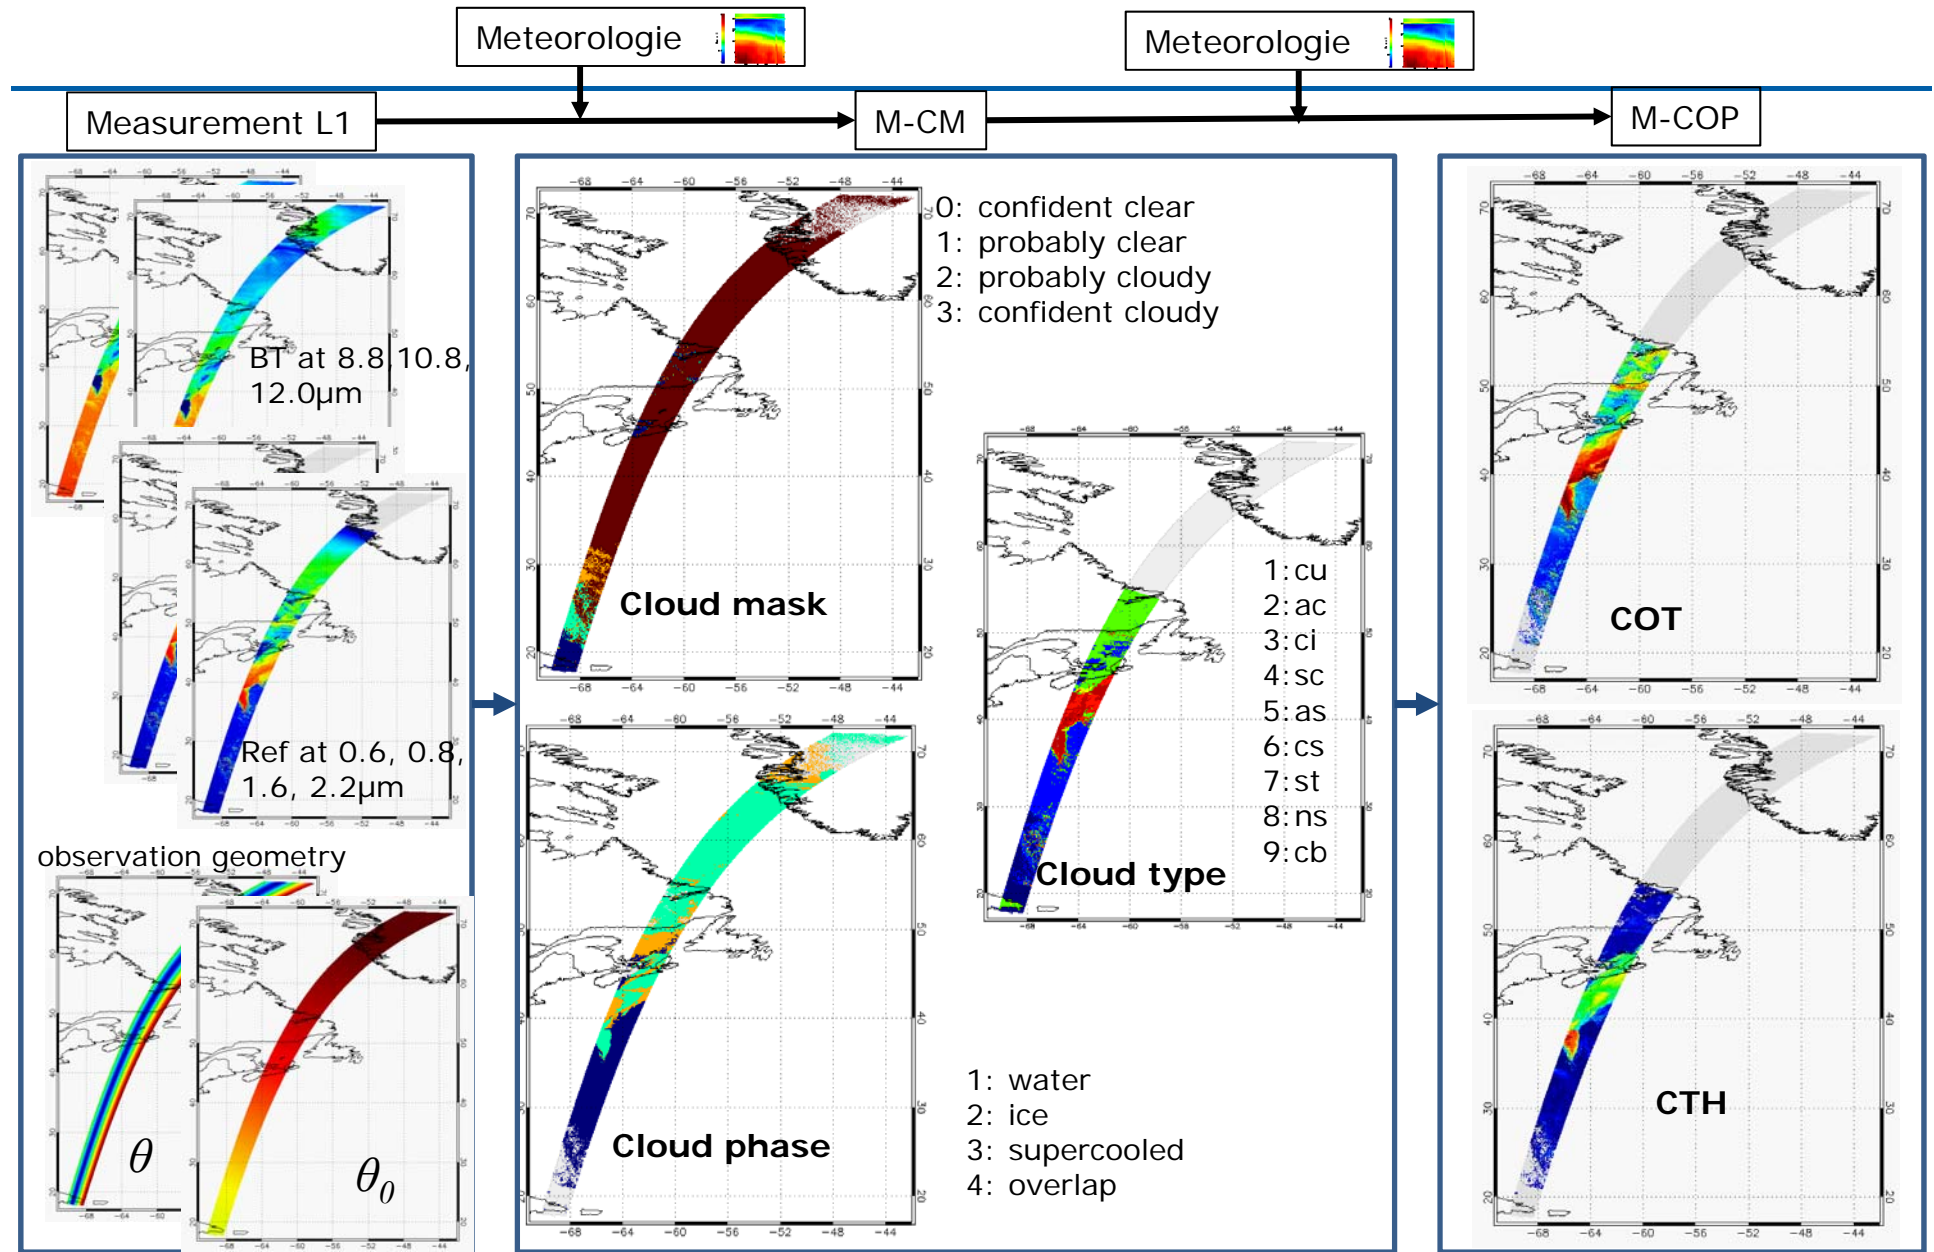 Meteorologie
Meteorologie
Measurement L1
M-CM
M-COP
BT at 8.8,10.8,
12.0µm
Ref at 0.6, 0.8,
1.6, 2.2µm
observation geometry
θ
θ0
0: confident clear
1: probably clear
2: probably cloudy
3: confident cloudy
Cloud mask
Cloud phase
1: water
2: ice
3: supercooled
4: overlap
1:cu
2:ac
3:ci
4:sc
5:as
6:cs
7:st
8:ns
9:cb
Cloud type
COT
CTH